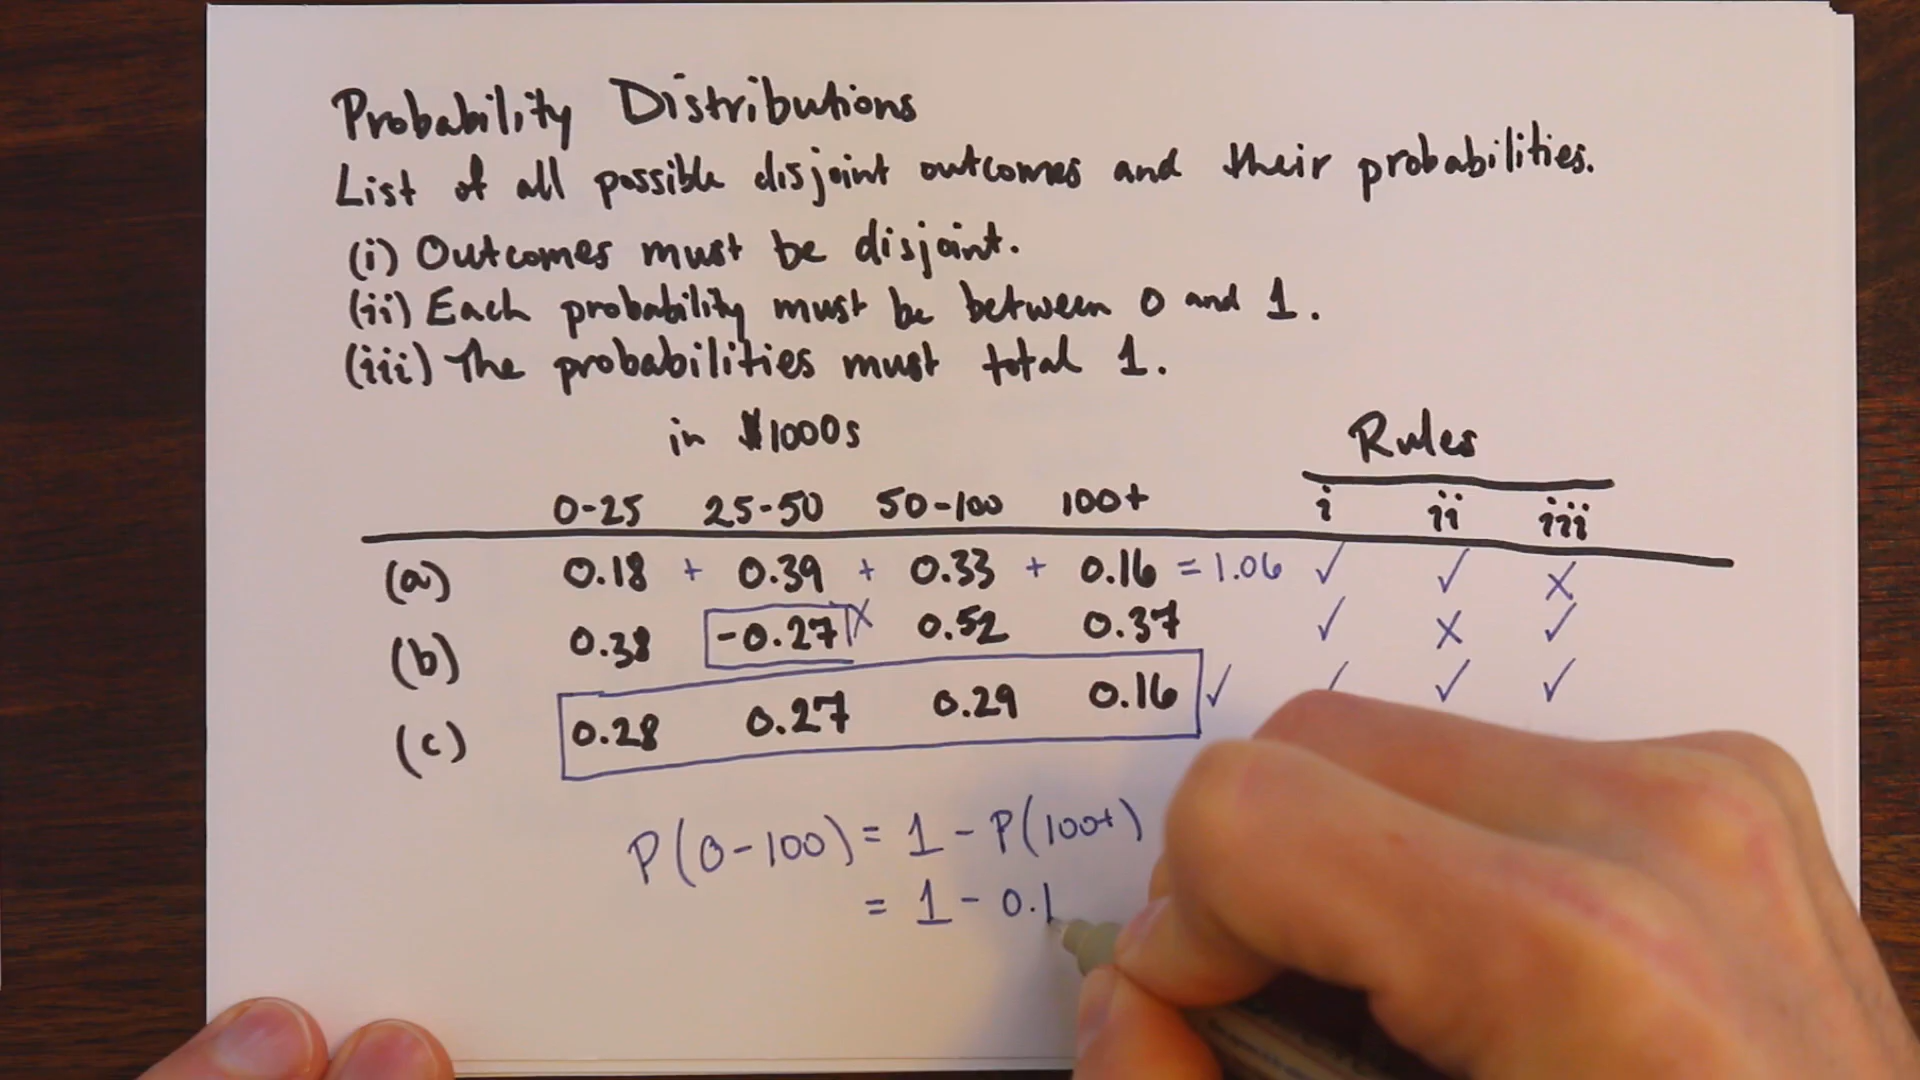 Probability Distributions
List of all possible disjoint outcomes and their probabilities.
(i) Outcomes must be disjoint.
(ii) Each probability must be between 0 and 1.
(iii) The probabilities must total 1.
in $1000s
Rules
0-25 25-50 50-100 100+ i ii iii
(a) 0.18 + 0.39 + 0.33 + 0.16 = 1.06 ✓ ✓ X
(b) 0.38 -0.27 X 0.52 0.37 ✓ X ✓
(c) 0.28 0.27 0.29 0.16 ✓ ✓ ✓ ✓
P(0-100) = 1 - P(100+)
= 1 - 0.1